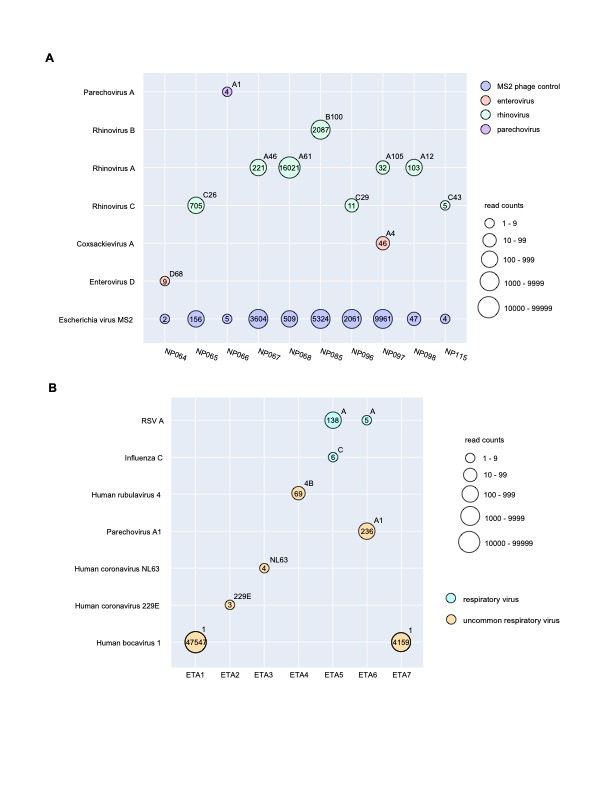 A
A1
Parechovirus A
4
MS2 phage control
enterovirus
rhinovirus
parechovirus
B100
Rhinovirus B
2087
A46
A61
A105
A12
Rhinovirus A
221
16021
32
103
C26
C29
C43
Rhinovirus C
705
11
5
read counts
1 - 9
10 - 99
100 - 999
1000 - 9999
10000 - 99999
A4
Coxsackievirus A
46
D68
Enterovirus D
9
Escherichia virus MS2
2
156
5
3604
509
5324
2061
9961
47
4
NP064
NP065
NP066
NP067
NP068
NP085
NP096
NP097
NP098
NP115
B
A
A
RSV A
138
5
C
Influenza C
6
4B
Human rubulavirus 4
69
A1
Parechovirus A1
236
NL63
Human coronavirus NL63
4
229E
Human coronavirus 229E
3
1
1
Human bocavirus 1
47547
4159
ETA1
ETA2
ETA3
ETA4
ETA5
ETA6
ETA7
read counts
1 - 9
10 - 99
100 - 999
1000 - 9999
10000 - 99999
respiratory virus
uncommon respiratory virus